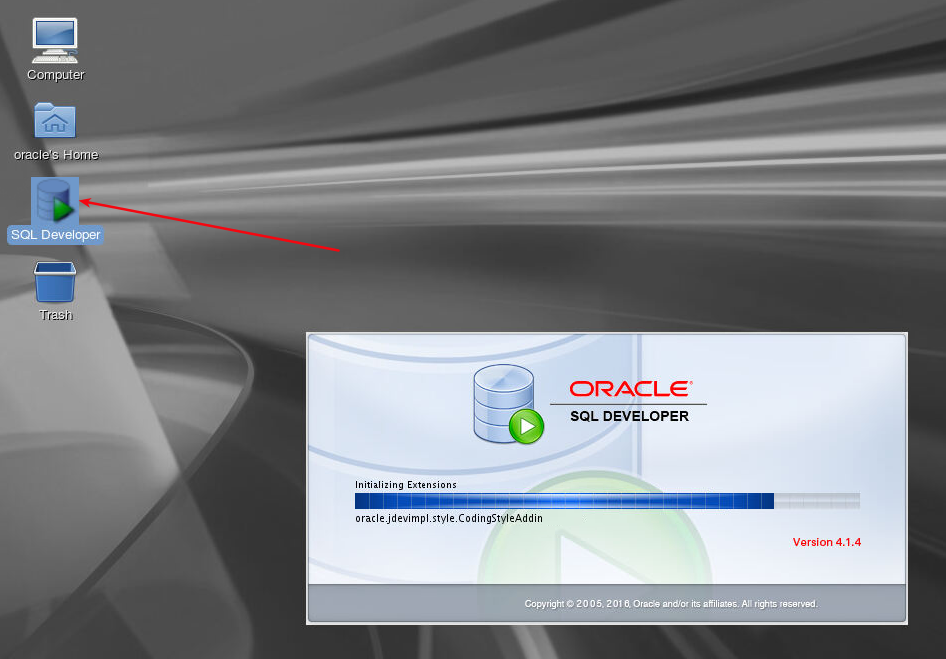 Computer
oracle's Home
SQL Developer
Trash
ORACLE®
SQL DEVELOPER
Initializing Extensions
oracle.jdevimpl.style.CodingStyleAddin
Version 4.1.4
Copyright © 2005, 2016, Oracle and/or its affiliates. All rights reserved.